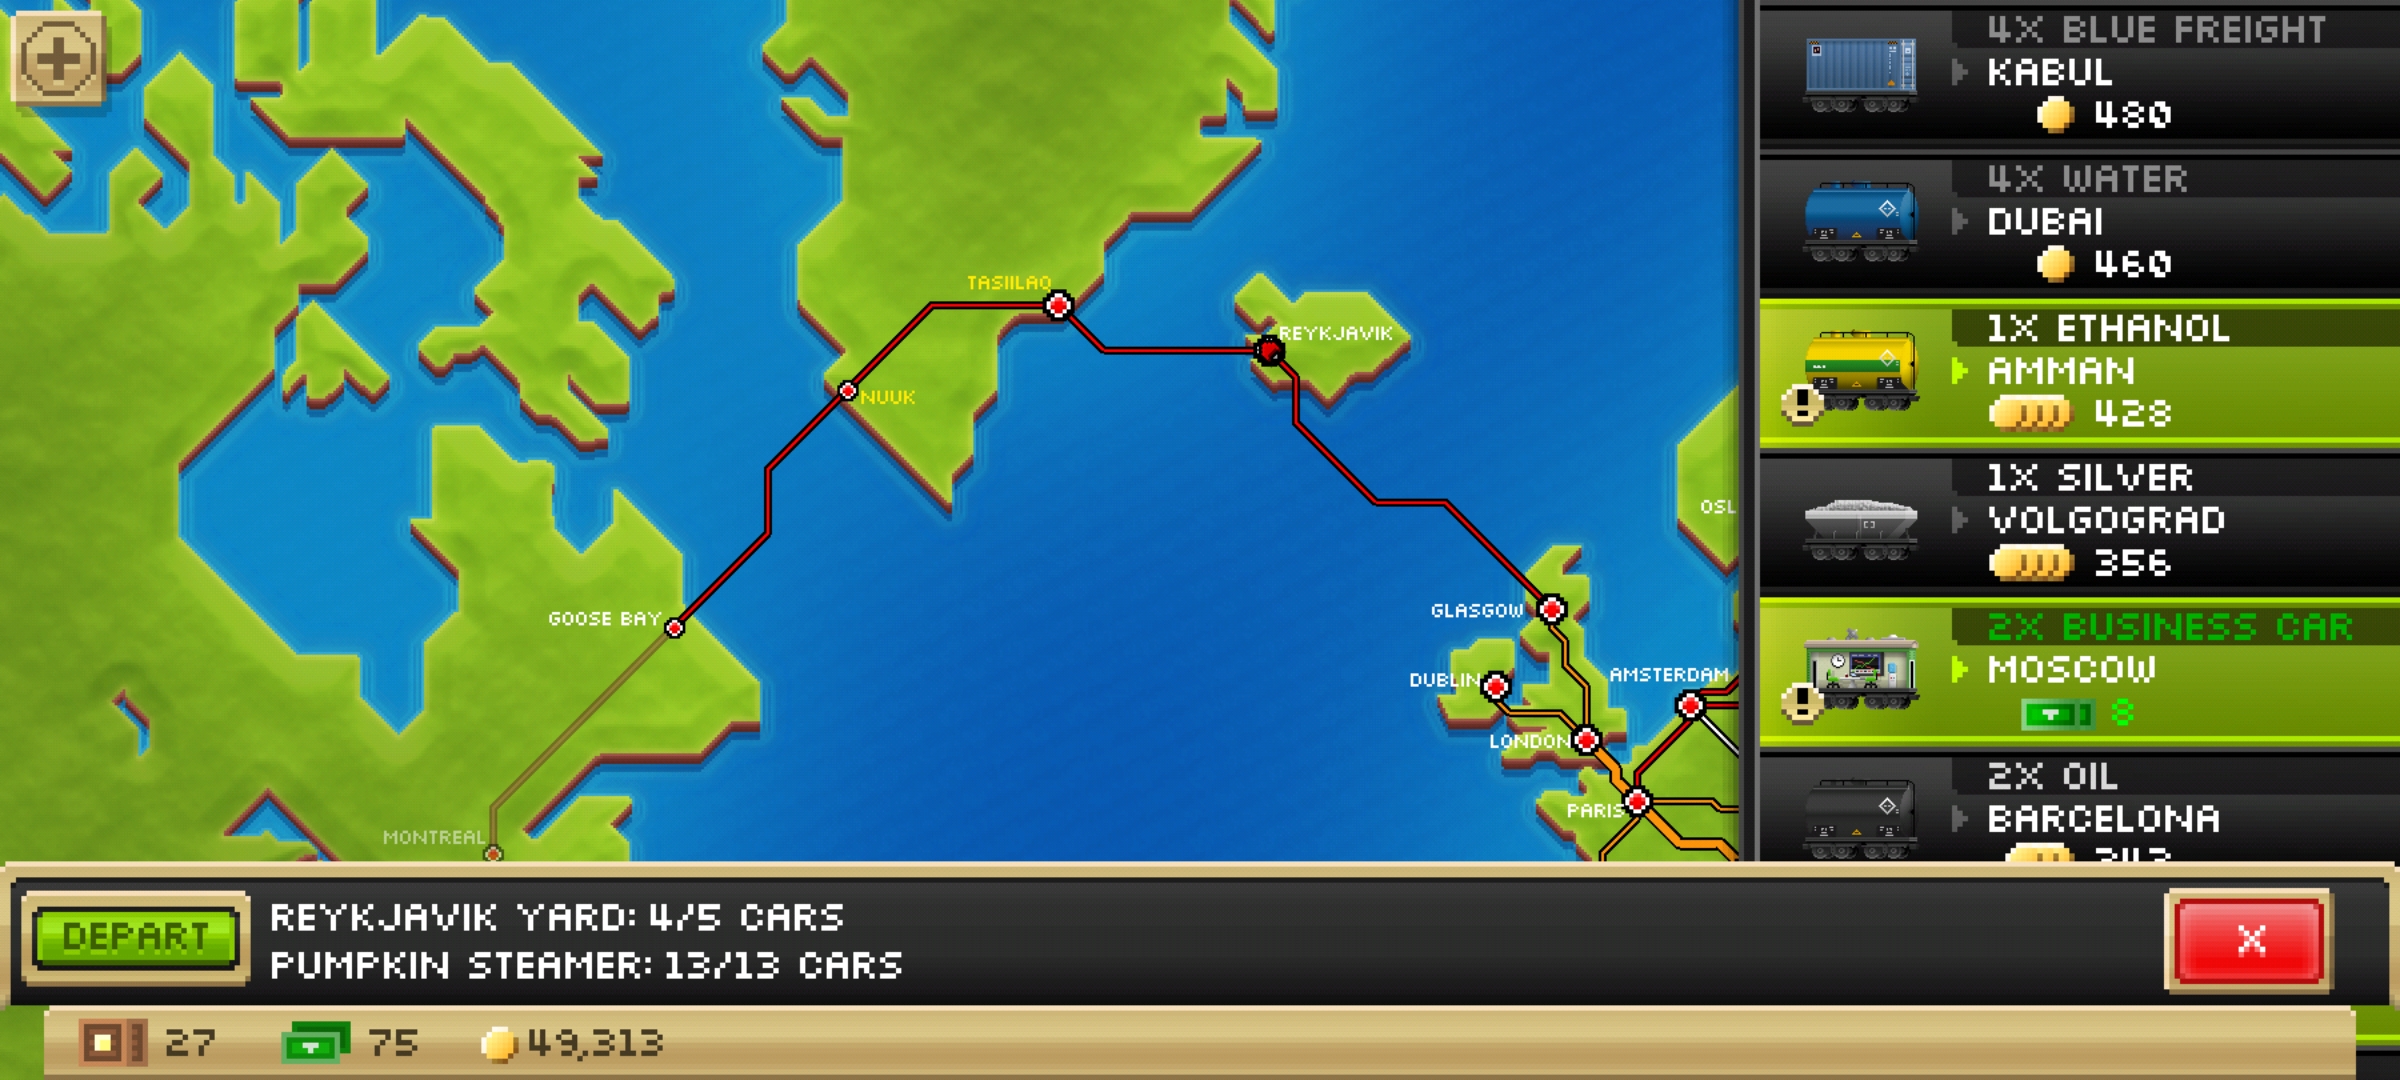 TASIILAQ
REYKJAVIK
NUUK
GOOSE BAY
MONTREAL
GLASGOW
DUBLIN
AMSTERDAM
LONDON
PARIS
4X BLUE FREIGHT
KABUL
480
4X WATER
DUBAI
460
1X ETHANOL
AMMAN
428
1X SILVER
VOLGOGRAD
356
2X BUSINESS CAR
MOSCOW
8
2X OIL
BARCELONA
DEPART
REYKJAVIK YARD: 4/5 CARS
PUMPKIN STEAMER: 13/13 CARS
X
27
75
49,313